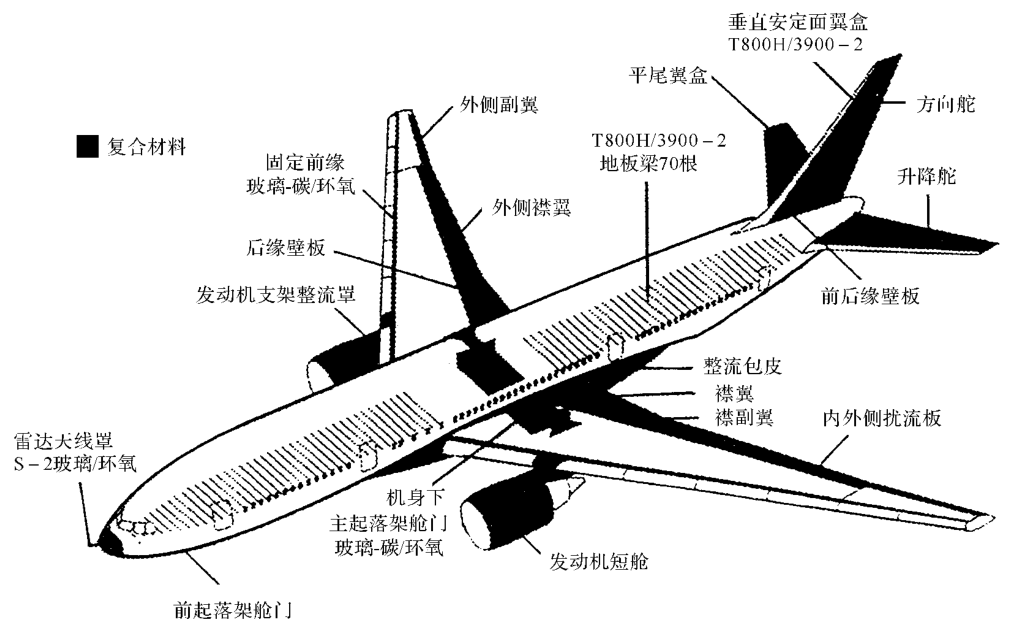 垂直安定面翼盒
T800H/3900-2
平尾翼盒
方向舵
外侧副翼
复合材料
固定前缘
玻璃-碳/环氧
T800H/3900-2
地板梁70根
升降舵
外侧襟翼
后缘壁板
发动机支架整流罩
前后缘壁板
整流包皮
襟翼
襟副翼
内外侧扰流板
雷达天线罩
S-2玻璃/环氧
机身下
主起落架舱门
玻璃-碳/环氧
发动机短舱
前起落架舱门